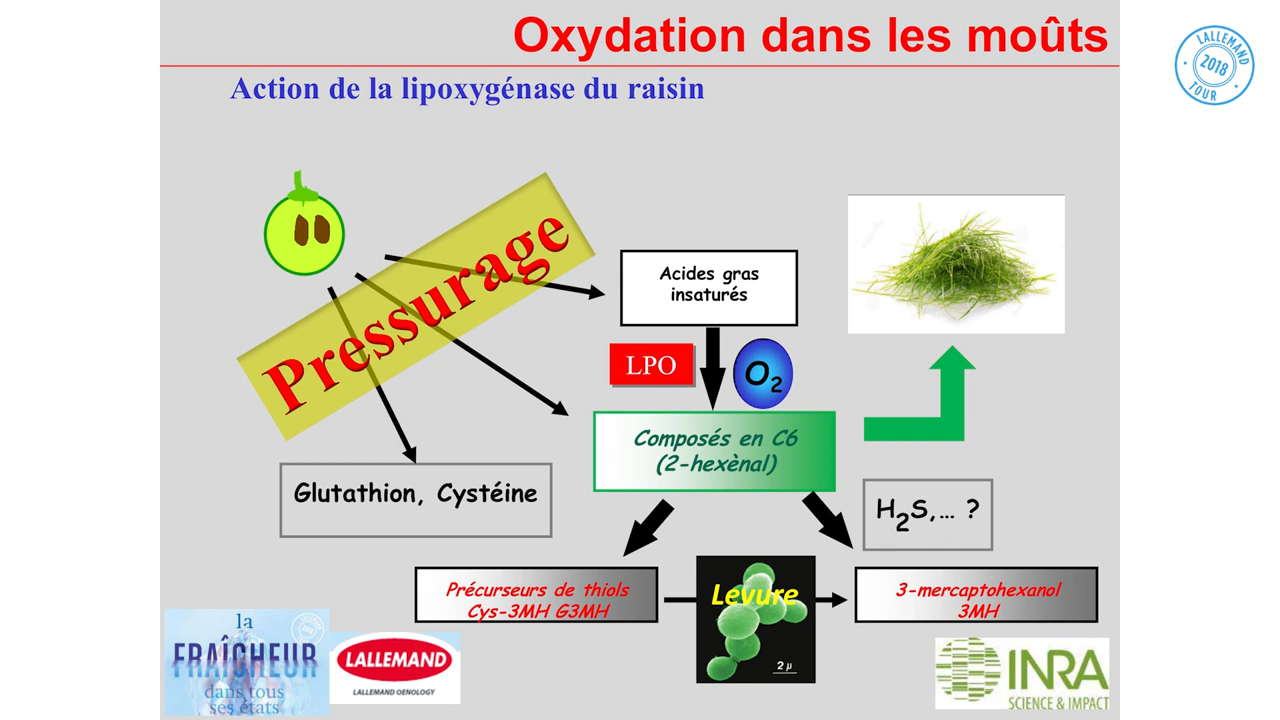 Oxydation dans les moûts
LALLEMAND
2018
TOUR
Action de la lipoxygénase du raisin
Pressurage
Acides gras
insaturés
LPO
O2
Composés en C6
(2-hexènal)
Glutathion, Cystéine
H2S,… ?
Précurseurs de thiols
Cys-3MH G3MH
Levure
2 µ
3-mercaptohexanol
3MH
la
FRAÎCHEUR
dans tous
ses états
LALLEMAND
LALLEMAND OENOLOGY
INRA
SCIENCE & IMPACT